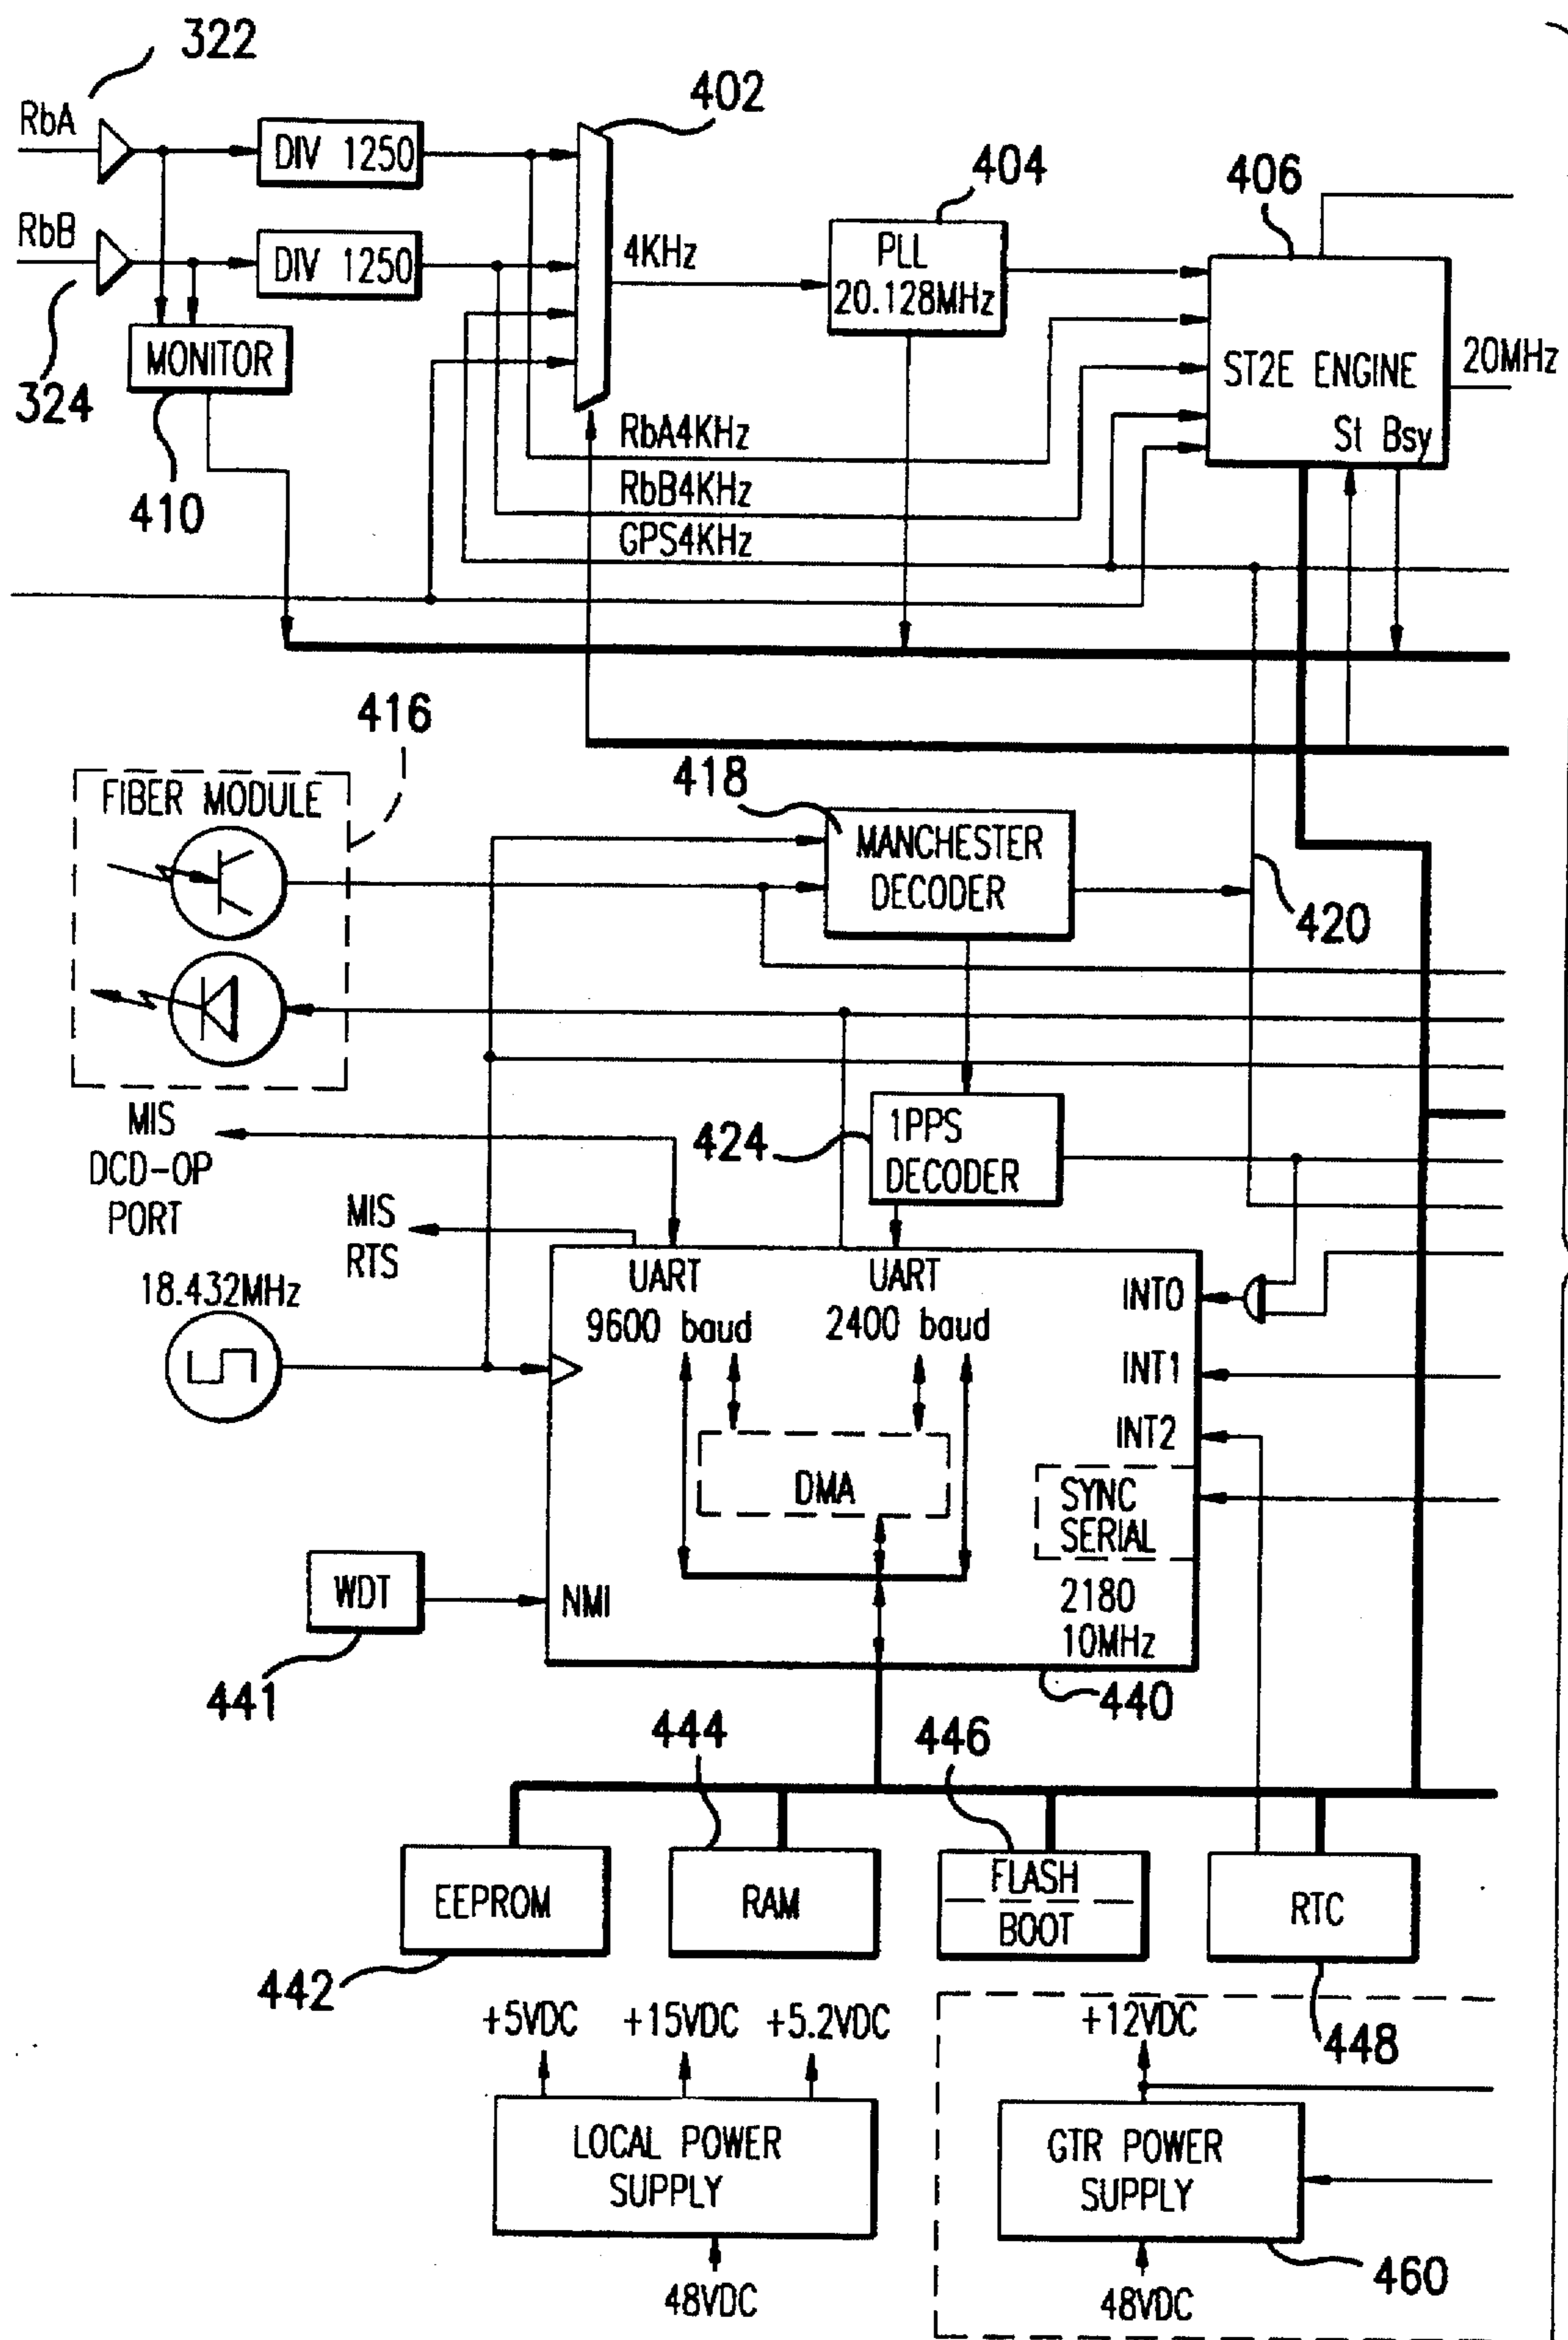 322
RbA
DIV 1250
402
404
406
RbB
DIV 1250
4KHz
PLL
20.128MHz
324
MONITOR
410
ST2E ENGINE
St Bsy
20MHz
RbA4KHz
RbB4KHz
GPS4KHz
416
FIBER MODULE
418
MANCHESTER
DECODER
420
MIS
DCD-OP
PORT
424
1PPS
DECODER
MIS
RTS
18.432MHz
UART
9600 baud
UART
2400 baud
INT0
INT1
INT2
DMA
SYNC
SERIAL
WDT
NMI
2180
10MHz
441
440
444
446
EEPROM
RAM
FLASH
BOOT
RTC
442
448
+5VDC
+15VDC
+5.2VDC
+12VDC
LOCAL POWER
SUPPLY
GTR POWER
SUPPLY
48VDC
48VDC
460